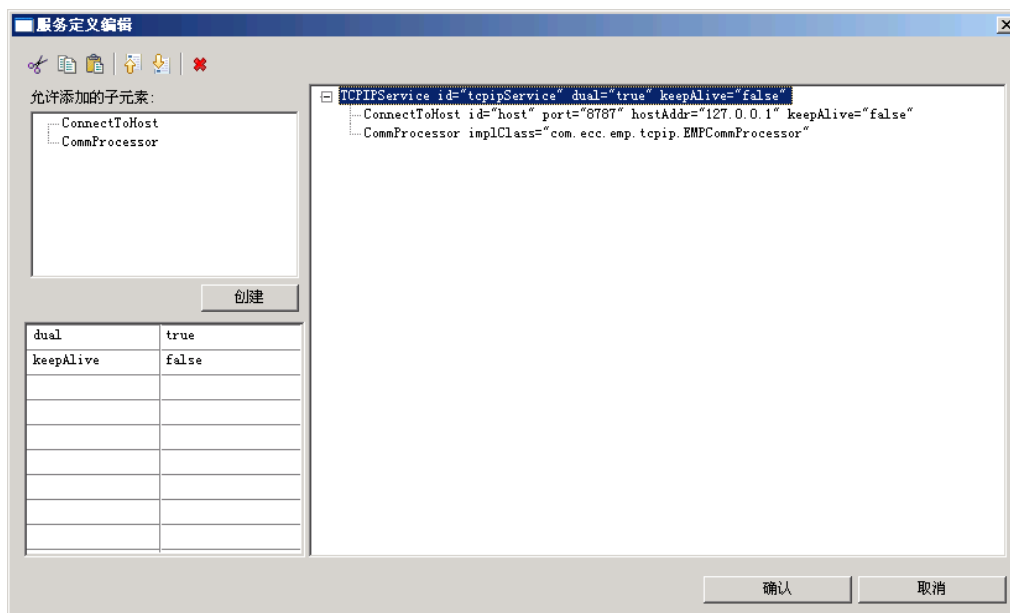 服务定义编辑
允许添加的子元素:
ConnectToHost
CommProcessor
创建
dual true
keepAlive false
TCPIPService id="tcpipService" dual="true" keepAlive="false"
ConnectToHost id="host" port="8787" hostAddr="127.0.0.1" keepAlive="false"
CommProcessor implClass="com.ecc.emp.tcpip.EMPCommProcessor"
确认 取消